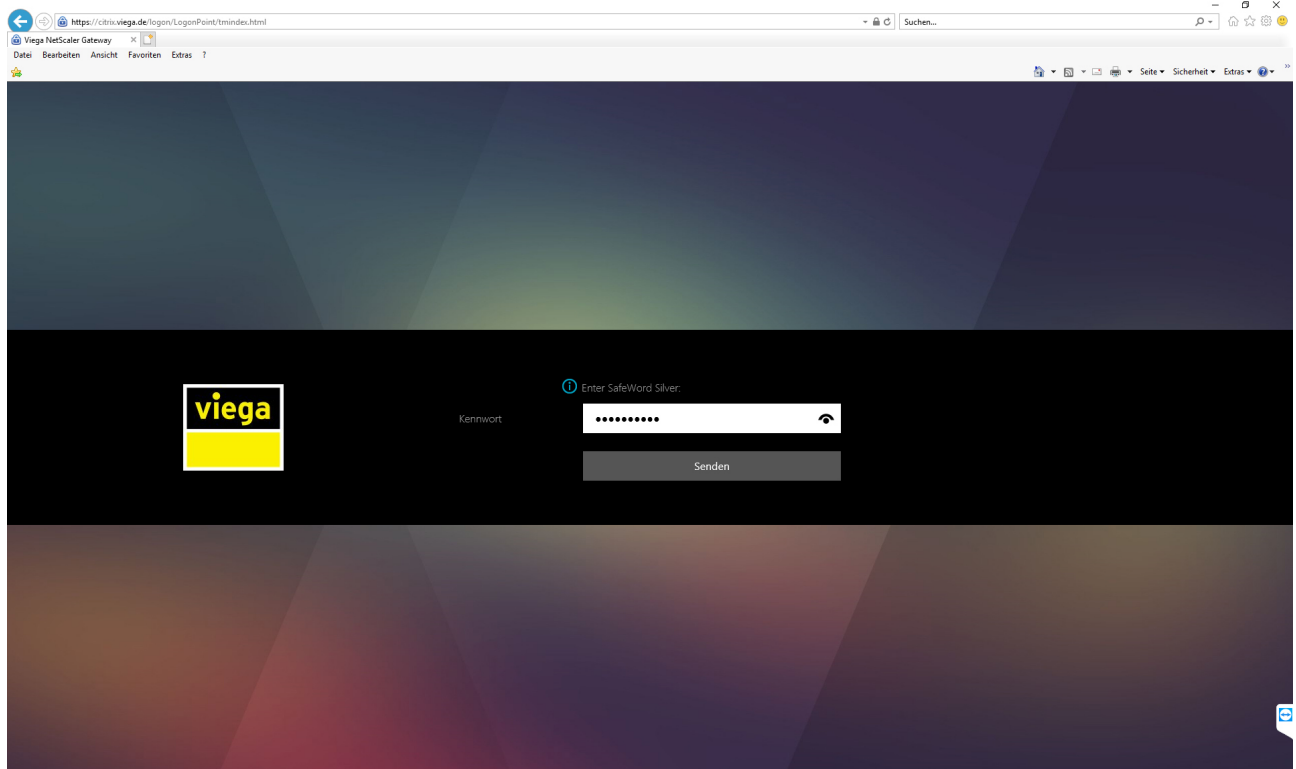 https://citrix.viega.de/logon/LogonPoint/tmindex.html
Suchen...
Viega NetScaler Gateway
Datei Bearbeiten Ansicht Favoriten Extras ?
Seite Sicherheit Extras
viega
Enter SafeWord Silver:
Kennwort
••••••••••
Senden